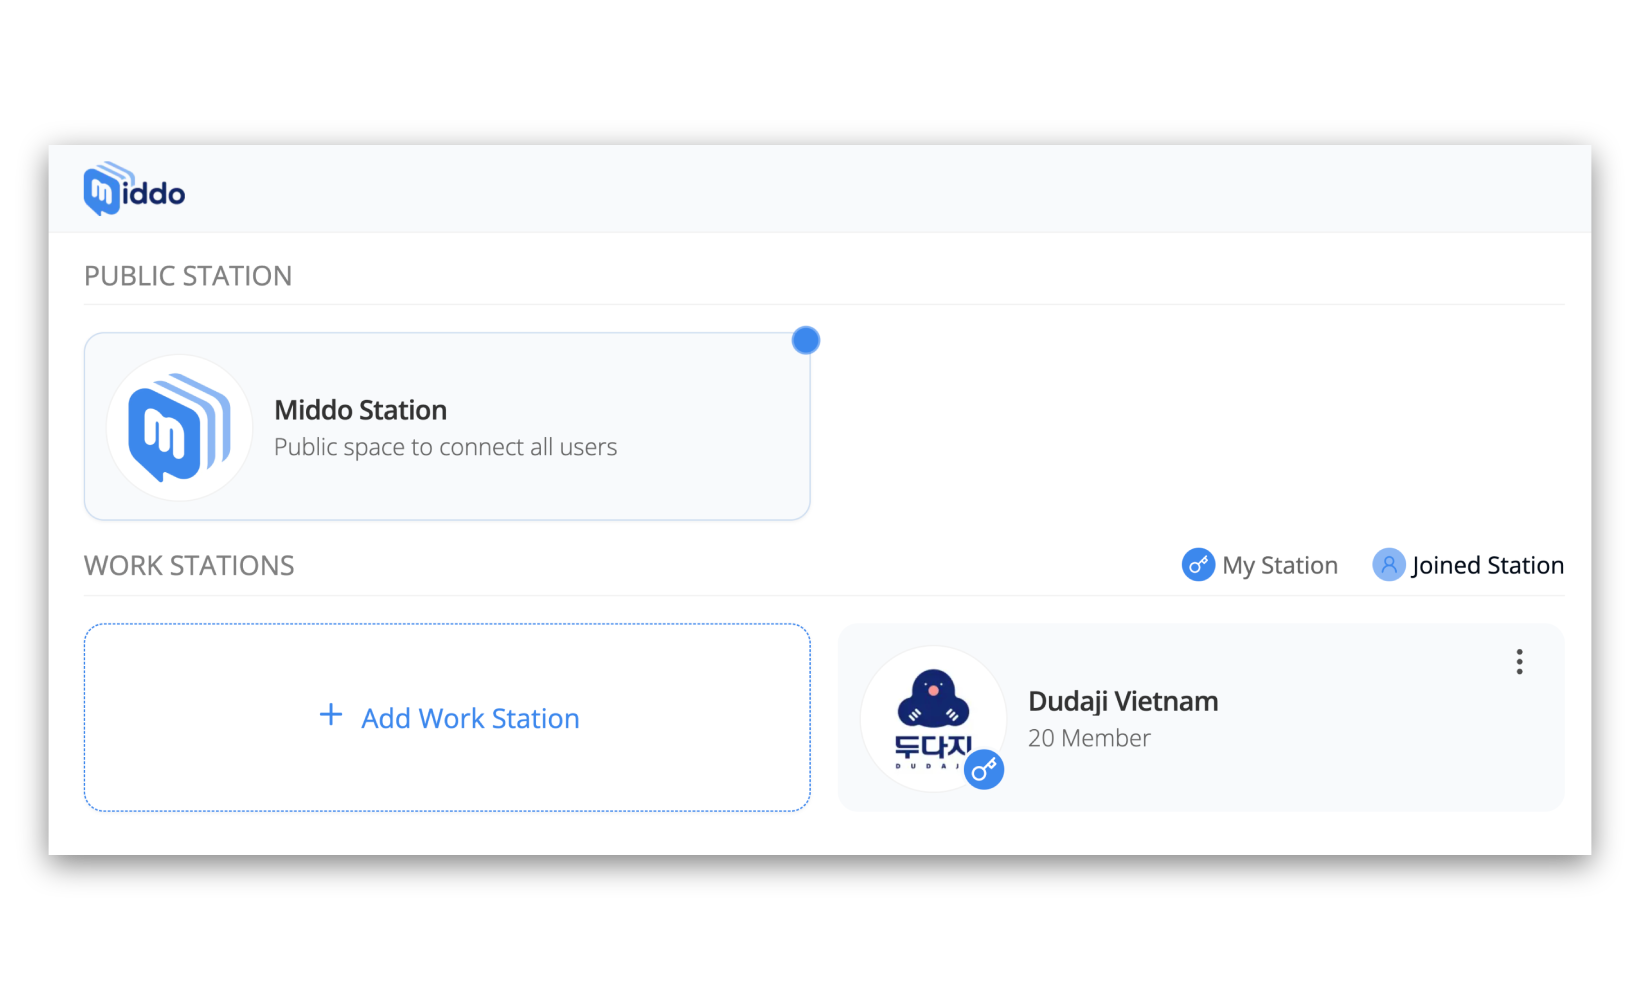 middo
PUBLIC STATION
Middo Station
Public space to connect all users
WORK STATIONS
My Station
Joined Station
+ Add Work Station
Dudaji Vietnam
20 Member
두다지
D U D A J